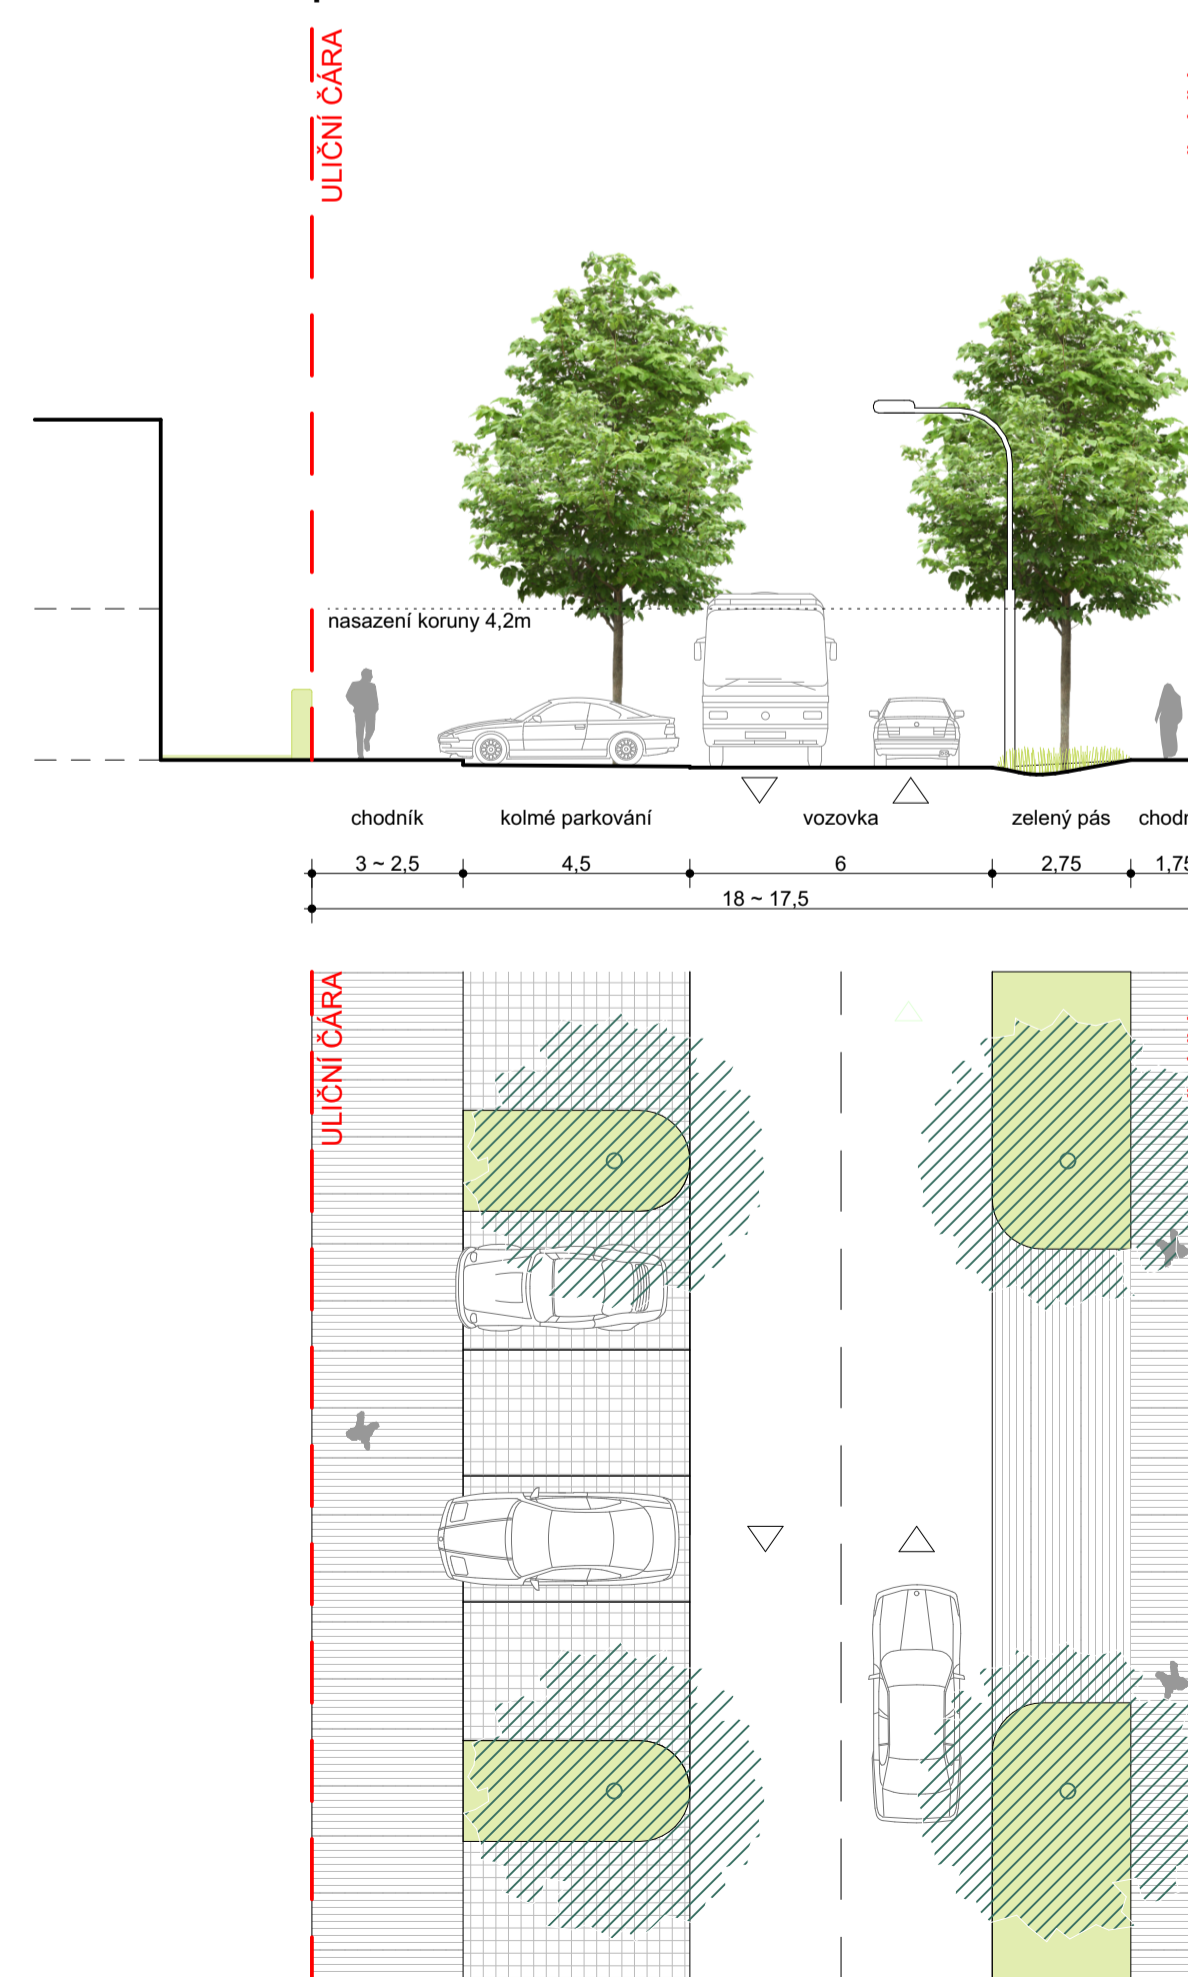 ULIČNÍ ČÁRA
nasazení koruny 4,2m
chodník kolmé parkování vozovka zelený pás
3 ~ 2,5 4,5 6 2,75
18 ~ 17,5
ULIČNÍ ČÁRA